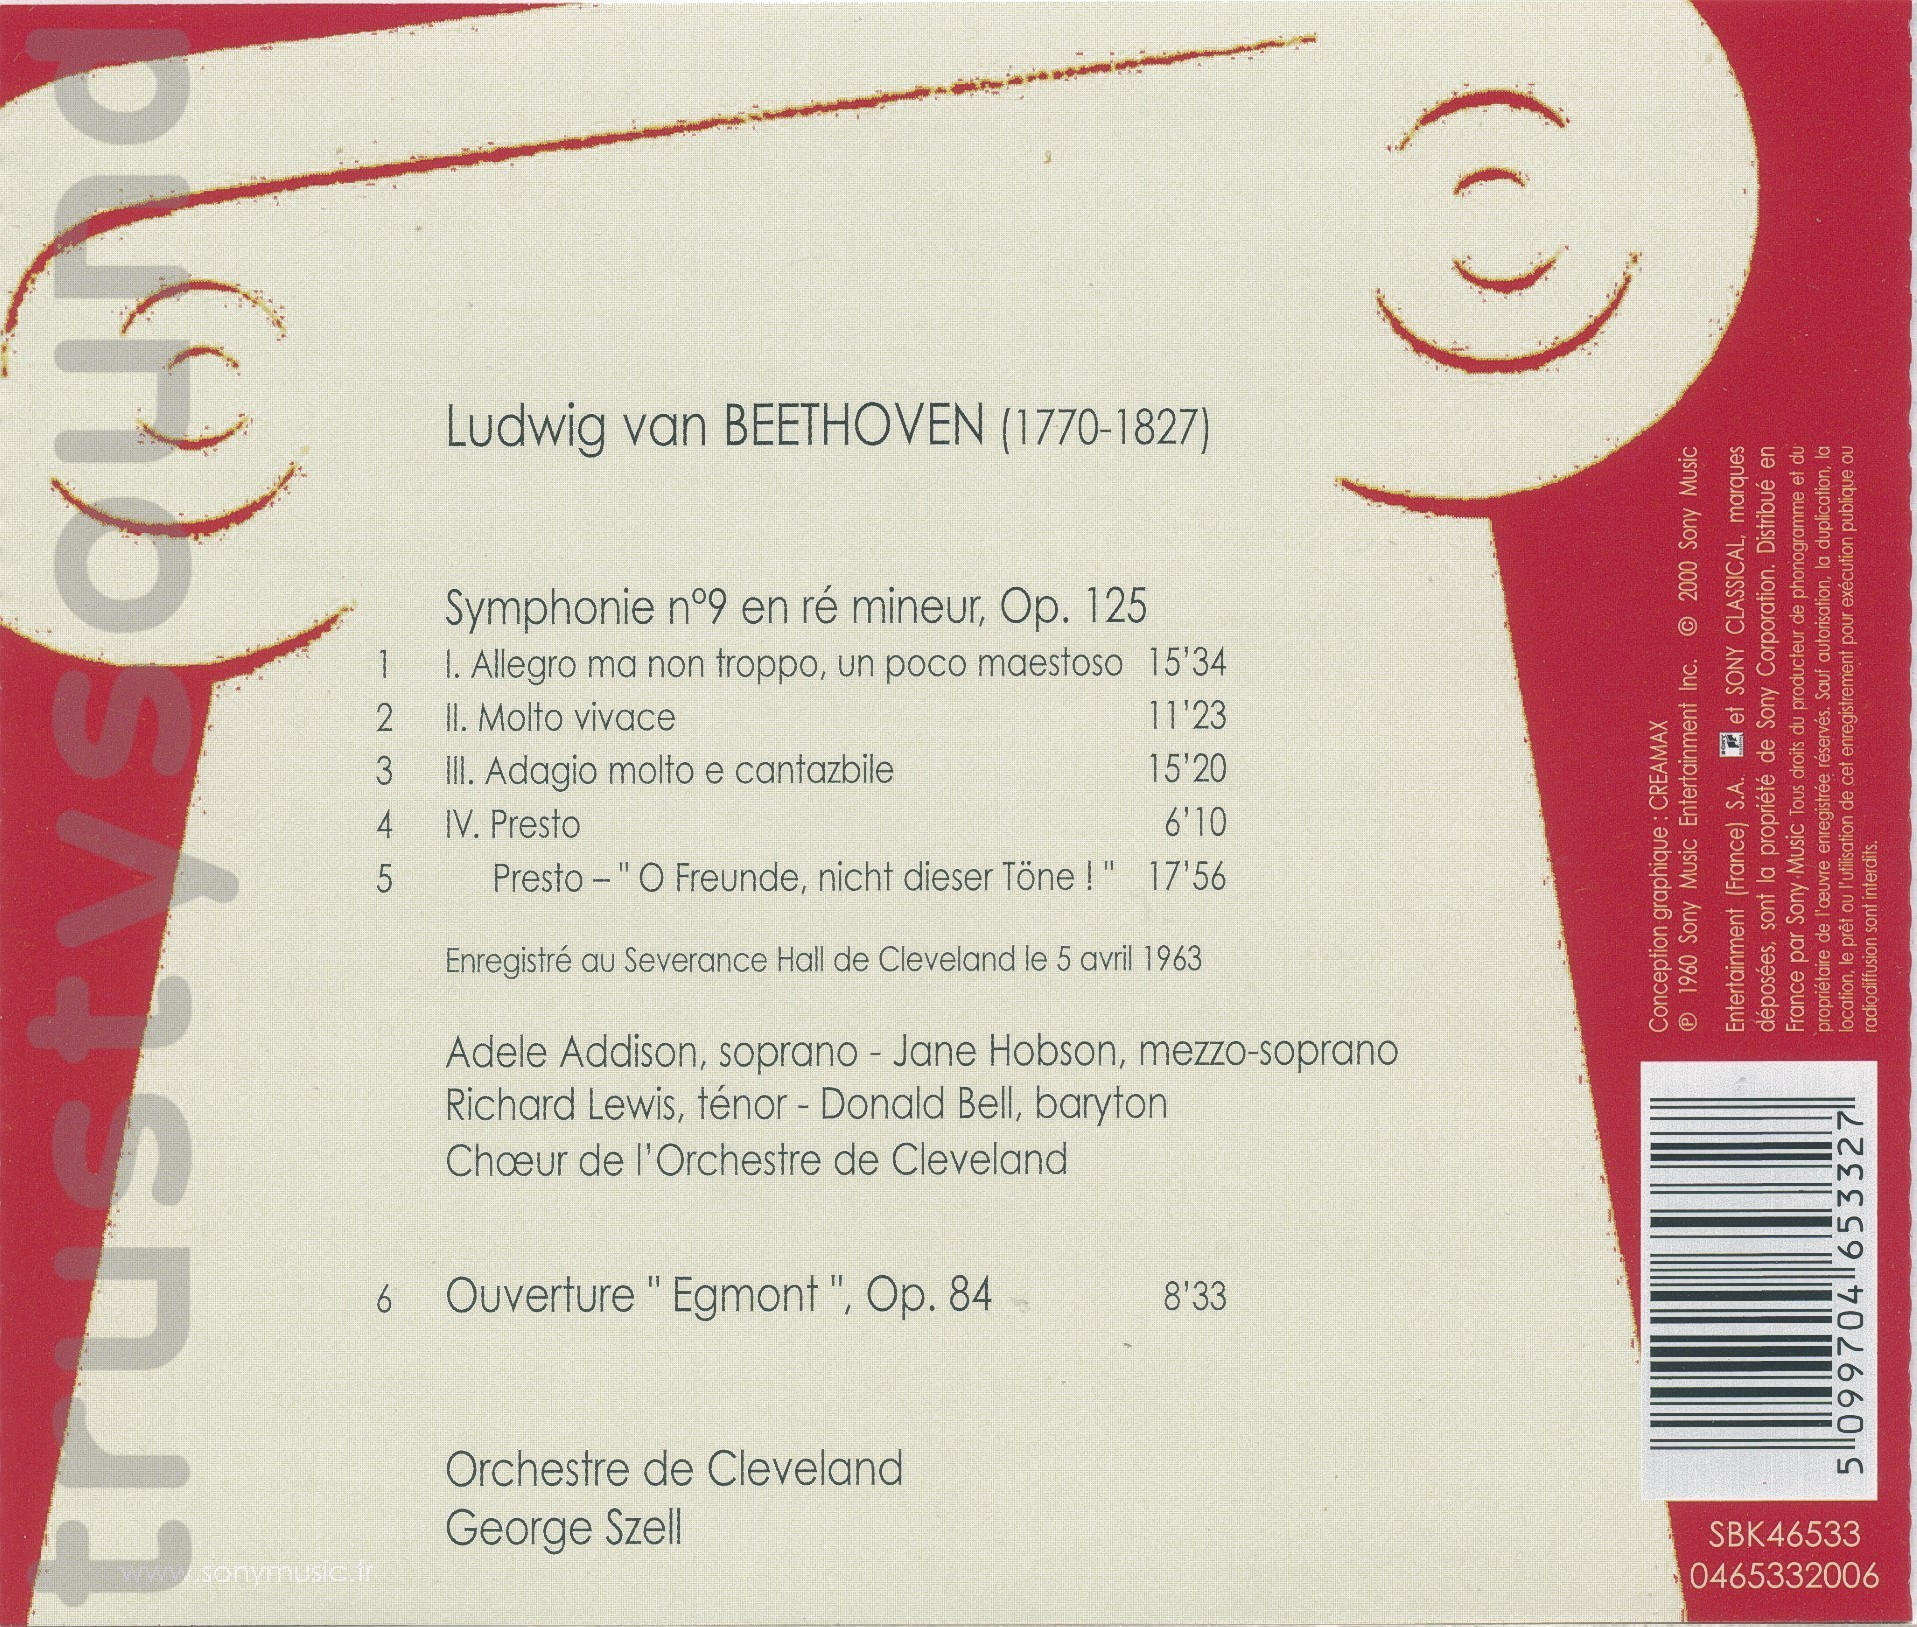 Ludwig van BEETHOVEN (1770-1827)
Symphonie n°9 en ré mineur, Op. 125
1 I. Allegro ma non troppo, un poco maestoso 15'34
2 II. Molto vivace 11'23
3 III. Adagio molto e cantazbile 15'20
4 IV. Presto 6'10
5 Presto – " O Freunde, nicht dieser Töne ! " 17'56
Enregistré au Severance Hall de Cleveland le 5 avril 1963
Adele Addison, soprano - Jane Hobson, mezzo-soprano
Richard Lewis, ténor - Donald Bell, baryton
Chœur de l'Orchestre de Cleveland
6 Ouverture " Egmont ", Op. 84 8'33
Orchestre de Cleveland
George Szell
www.sonymusic.fr
trustysound
Conception graphique : CREAMAX
℗ 1960 Sony Music Entertainment Inc. © 2000 Sony Music
Entertainment (France) S.A. et SONY CLASSICAL, marques
déposées, sont la propriété de Sony Corporation. Distribué en
France par Sony Music Tous droits du producteur de phonogramme et du
propriétaire de l'œuvre enregistrée réservés. Sauf autorisation, la duplication, la
location, le prêt ou l'utilisation de cet enregistrement pour exécution publique ou
radiodiffusion sont interdits.
5 099704 653327
SBK46533
0465332006